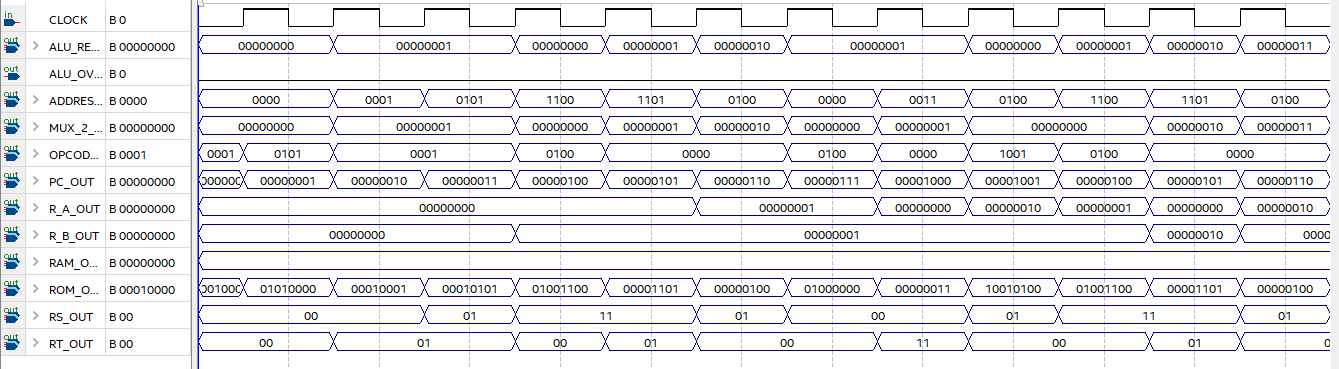 in CLOCK B 0
out > ALU_RE... B 00000000 00000000 00000001 00000000 00000001 00000010 00000001 00000000 00000001 00000010 00000011
out ALU_OV... B 0
out > ADDRES... B 0000 0000 0001 0101 1100 1101 0100 0000 0011 0100 1100 1101 0100
out > MUX_2_... B 00000000 00000000 00000001 00000000 00000001 00000010 00000000 00000001 00000000 00000010 00000011
out > OPCOD... B 0001 0001 0101 0001 0100 0000 0100 0000 1001 0100 0000
out > PC_OUT B 00000000 00000001 00000010 00000011 00000100 00000101 00000110 00000111 00001000 00001001 00000100 00000101 00000110
out > R_A_OUT B 00000000 00000000 00000001 00000000 00000010 00000001 00000000 00000010
out > R_B_OUT B 00000000 00000000 00000001 00000010 0000
out > RAM_O... B 00000000
out > ROM_O... B 00010000 001000 01010000 00010001 00010101 01001100 00001101 00000100 01000000 00000011 10010100 01001100 00001101 00000100
out > RS_OUT B 00 00 01 11 01 00 01 11 01
out > RT_OUT B 00 00 01 00 01 00 11 00 01 0